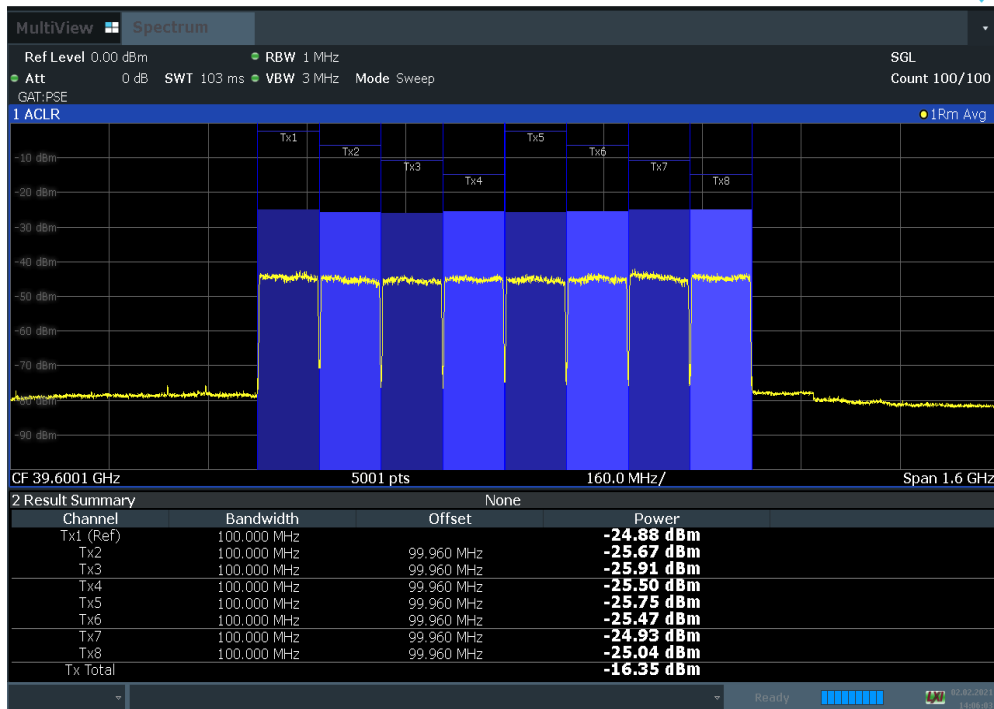 MultiView Spectrum
Ref Level 0.00 dBm RBW 1 MHz SGL
Att 0 dB SWT 103 ms VBW 3 MHz Mode Sweep Count 100/100
GAT:PSE
1 ACLR 1Rm Avg
Tx1 Tx5
Tx2 Tx6
-10 dBm
Tx3 Tx7
Tx4 Tx8
-20 dBm
-30 dBm
-40 dBm
-50 dBm
-60 dBm
-70 dBm
-80 dBm
-90 dBm
CF 39.6001 GHz 5001 pts 160.0 MHz/ Span 1.6 GHz
2 Result Summary None
Channel Bandwidth Offset Power
Tx1 (Ref) 100.000 MHz -24.88 dBm
Tx2 100.000 MHz 99.960 MHz -25.67 dBm
Tx3 100.000 MHz 99.960 MHz -25.91 dBm
Tx4 100.000 MHz 99.960 MHz -25.50 dBm
Tx5 100.000 MHz 99.960 MHz -25.75 dBm
Tx6 100.000 MHz 99.960 MHz -25.47 dBm
Tx7 100.000 MHz 99.960 MHz -24.93 dBm
Tx8 100.000 MHz 99.960 MHz -25.04 dBm
Tx Total -16.35 dBm
Ready 02.02.2021
14:06:03